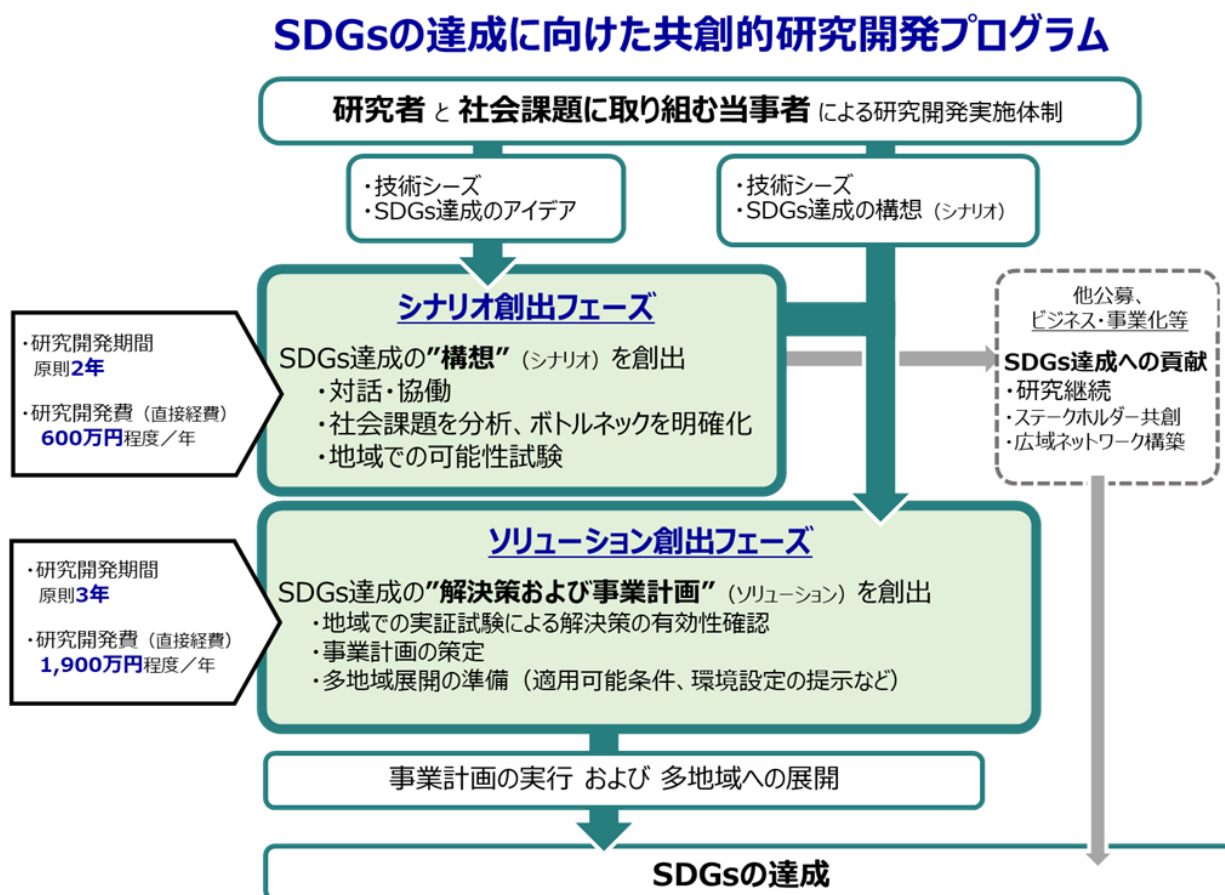 SDGsの達成に向けた共創的研究開発プログラム
研究者 と 社会課題に取り組む当事者 による研究開発実施体制
・技術シーズ
・SDGs達成のアイデア
・技術シーズ
・SDGs達成の構想（シナリオ）
シナリオ創出フェーズ
SDGs達成の”構想”（シナリオ）を創出
・対話・協働
・社会課題を分析、ボトルネックを明確化
・地域での可能性試験
・研究開発期間
原則2年
・研究開発費（直接経費）
600万円程度／年
他公募、
ビジネス・事業化等
SDGs達成への貢献
・研究継続
・ステークホルダー共創
・広域ネットワーク構築
ソリューション創出フェーズ
SDGs達成の”解決策および事業計画”（ソリューション）を創出
・地域での実証試験による解決策の有効性確認
・事業計画の策定
・多地域展開の準備（適用可能条件、環境設定の提示など）
・研究開発期間
原則3年
・研究開発費（直接経費）
1,900万円程度／年
事業計画の実行 および 多地域への展開
SDGsの達成